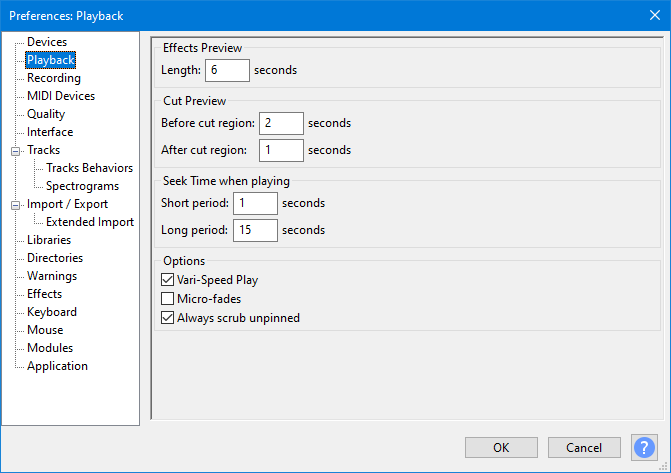 Preferences: Playback
Devices
Playback
Recording
MIDI Devices
Quality
Interface
Tracks
Tracks Behaviors
Spectrograms
Import / Export
Extended Import
Libraries
Directories
Warnings
Effects
Keyboard
Mouse
Modules
Application
Effects Preview
Length: 6 seconds
Cut Preview
Before cut region: 2 seconds
After cut region: 1 seconds
Seek Time when playing
Short period: 1 seconds
Long period: 15 seconds
Options
Vari-Speed Play
Micro-fades
Always scrub unpinned
OK Cancel ?